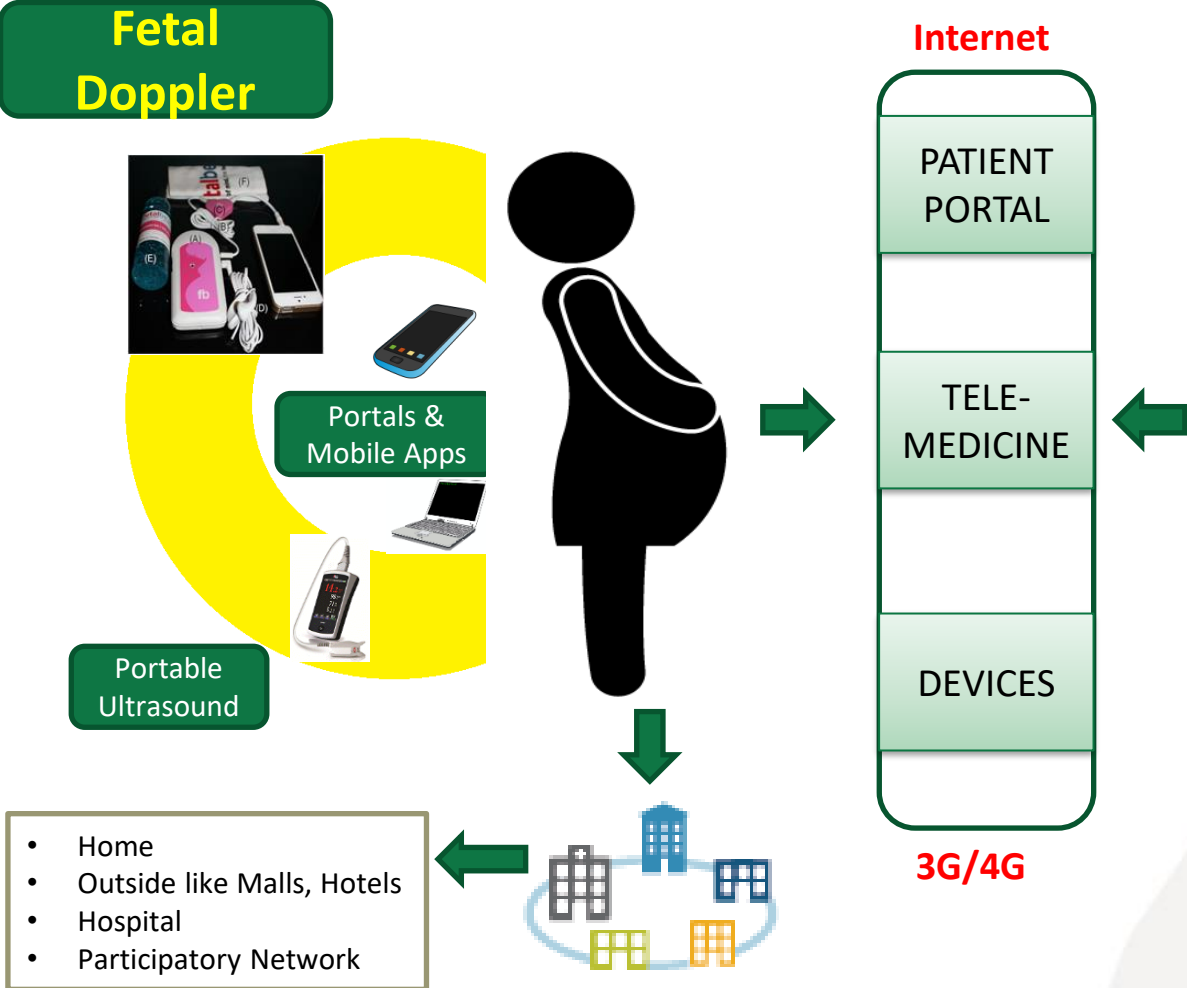 Fetal
Doppler
Internet
PATIENT
PORTAL
(F)
(C)
(B)
(A)
(E)
(D)
fb
Portals &
Mobile Apps
TELE-
MEDICINE
Portable
Ultrasound
DEVICES
• Home
• Outside like Malls, Hotels
• Hospital
• Participatory Network
3G/4G